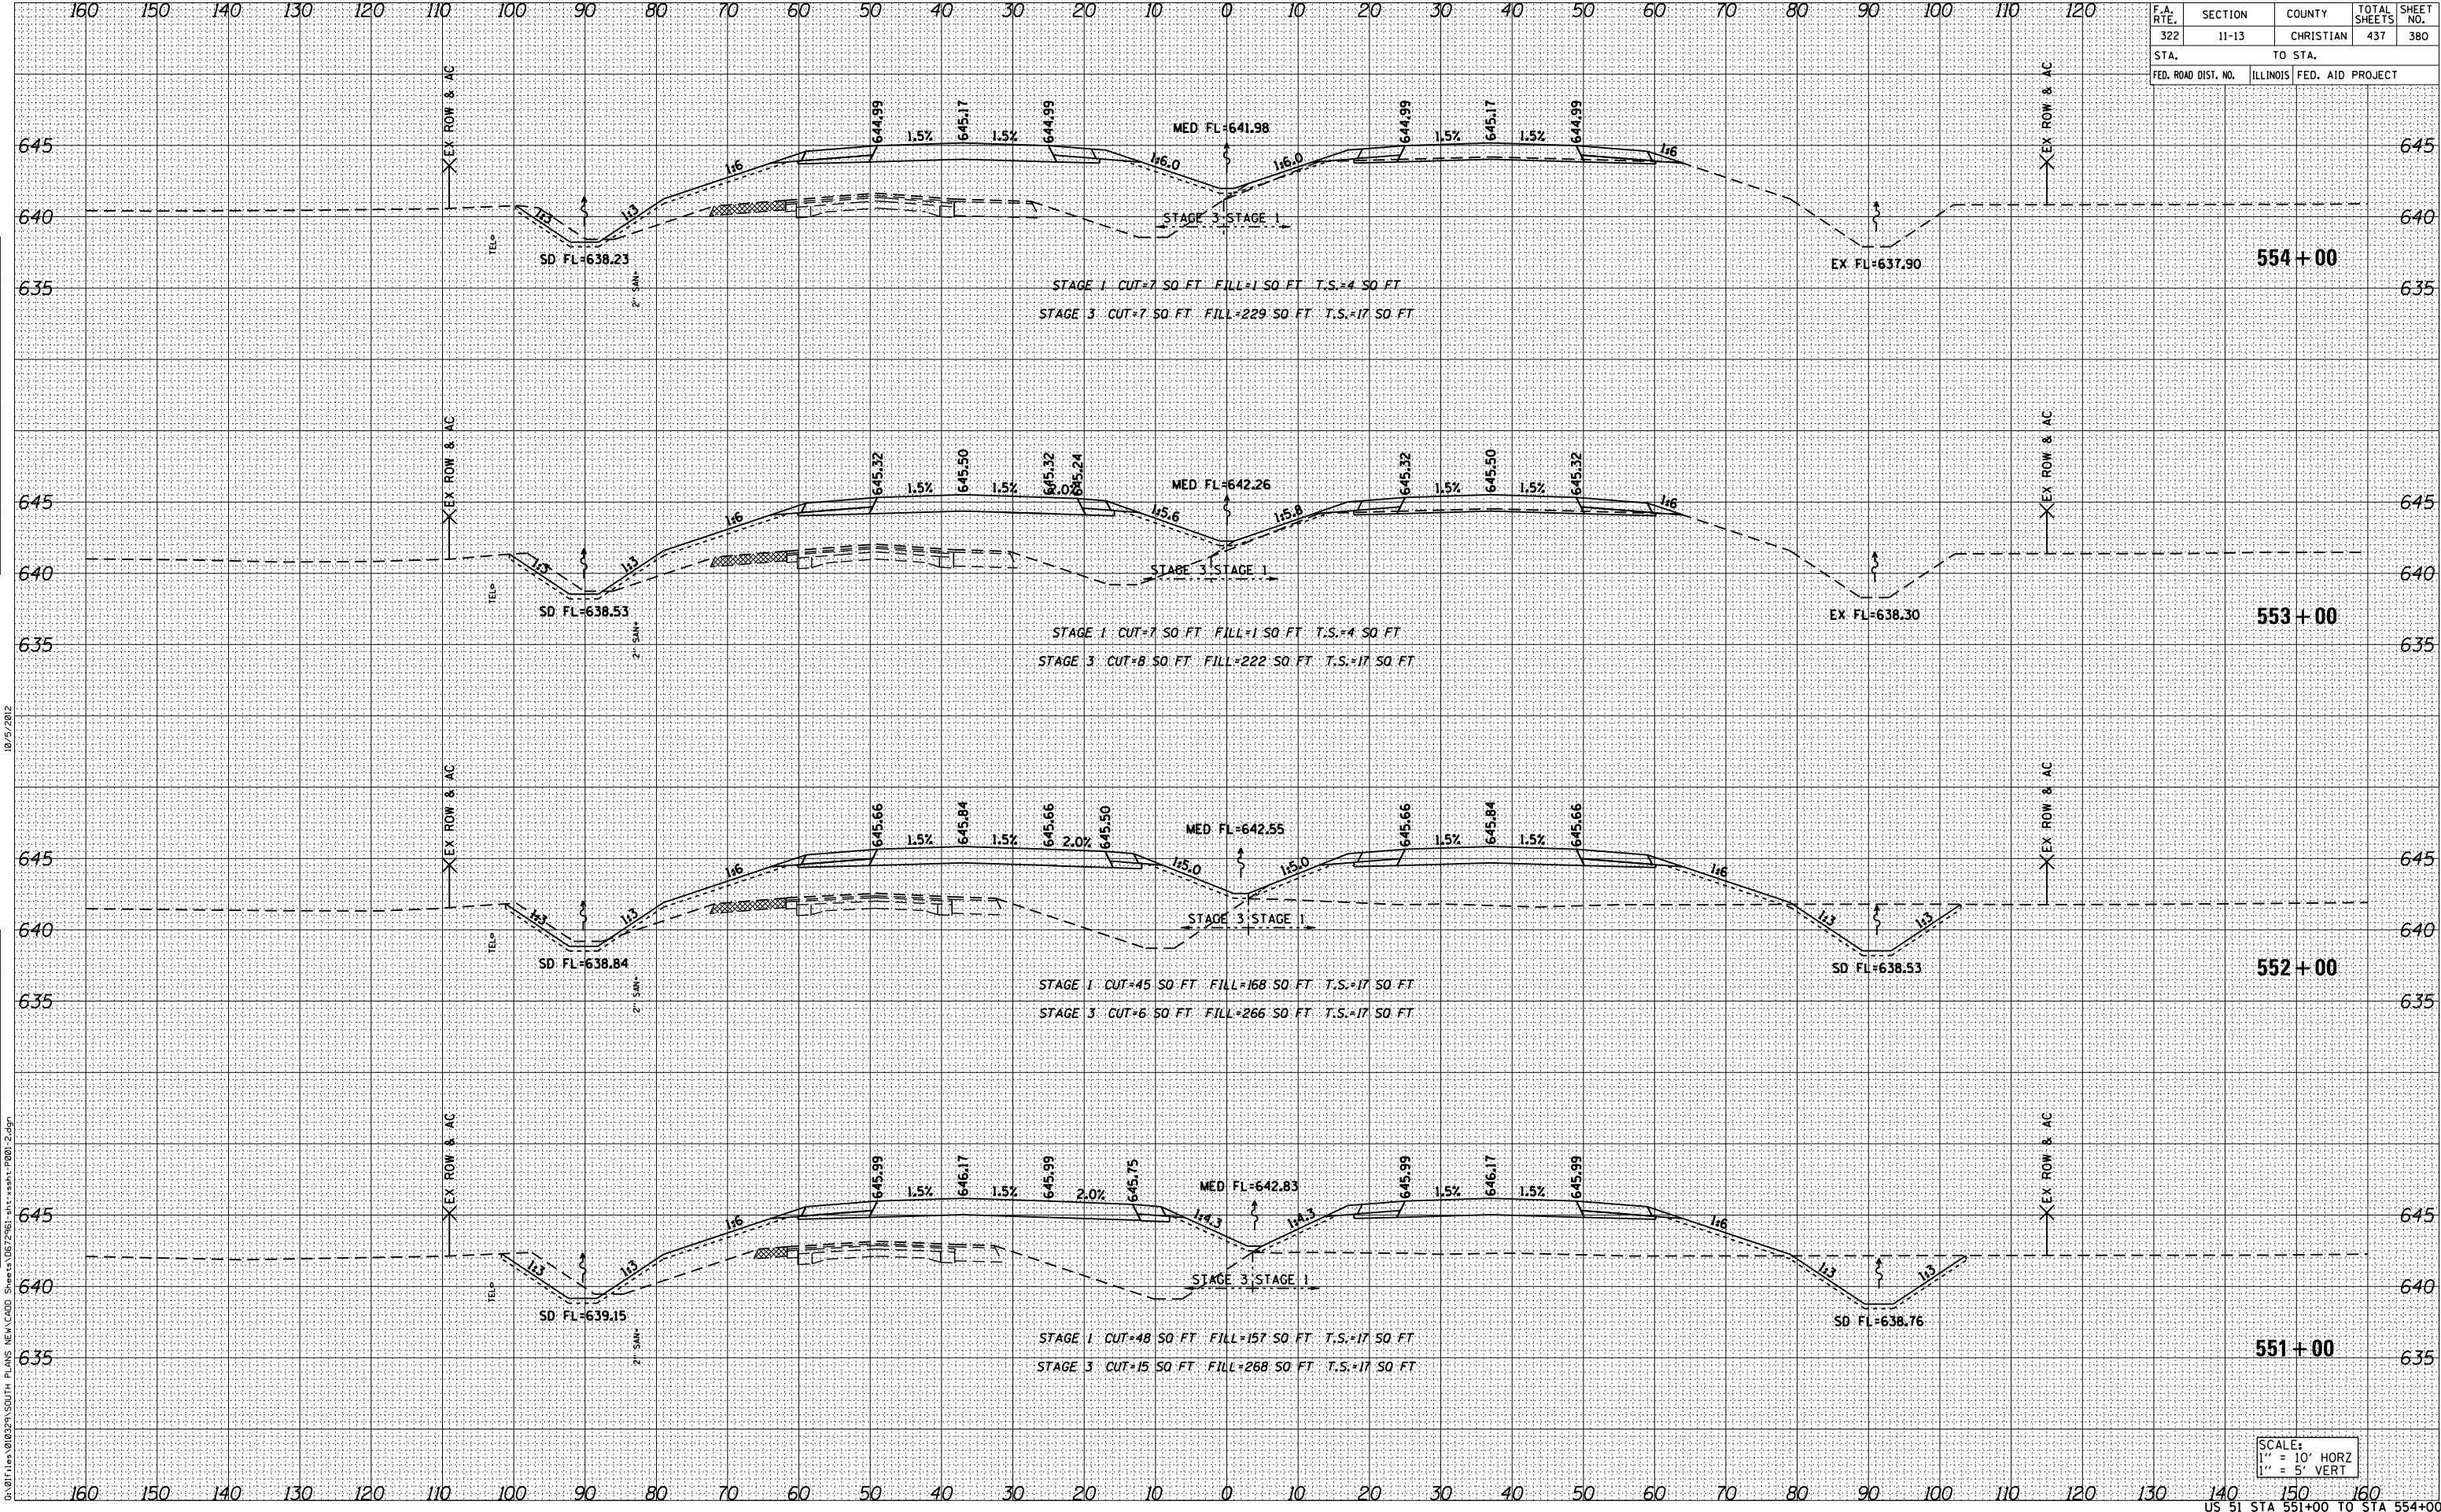 160 150 140 130 120 110 100 90 80 70 60 50 40 30 20 10 0 10 20 30 40 50 60 70 80 90 100 110 120
F.A. RTE. SECTION COUNTY TOTAL SHEETS SHEET NO.
322 11-13 CHRISTIAN 437 380
STA. TO STA.
FED. ROAD DIST. NO. ILLINOIS FED. AID PROJECT
EX ROW & AC
644.99 1.5% 645.17 1.5% 644.99
MED FL=641.98
644.99 1.5% 645.17 1.5% 644.99
EX ROW & AC
645 1:6 1:6.0 1:6.0 1:6 645
640 1:3 1:3 STAGE 3 STAGE 1 640
TEL
SD FL=638.23
EX FL=637.90
554+00
2" SAN
635 STAGE 1 CUT=7 SQ FT FILL=1 SQ FT T.S.=4 SQ FT 635
STAGE 3 CUT=7 SQ FT FILL=229 SQ FT T.S.=17 SQ FT
EX ROW & AC
645.32 1.5% 645.50 1.5% 645.32 2.0% 645.24
MED FL=642.26
645.32 1.5% 645.50 1.5% 645.32
EX ROW & AC
645 1:6 1:5.6 1:5.8 1:6 645
640 1:3 1:3 STAGE 3 STAGE 1 640
TEL
SD FL=638.53
EX FL=638.30
553+00
2" SAN
635 STAGE 1 CUT=7 SQ FT FILL=1 SQ FT T.S.=4 SQ FT 635
STAGE 3 CUT=8 SQ FT FILL=222 SQ FT T.S.=17 SQ FT
10/5/2012
EX ROW & AC
645.66 1.5% 645.84 1.5% 645.66 2.0% 645.50
MED FL=642.55
645.66 1.5% 645.84 1.5% 645.66
EX ROW & AC
645 1:6 1:5.0 1:5.0 1:6 645
640 1:3 1:3 STAGE 3 STAGE 1 1:3 1:3 640
TEL
SD FL=638.84
SD FL=638.53
552+00
2" SAN
635 STAGE 1 CUT=45 SQ FT FILL=168 SQ FT T.S.=17 SQ FT 635
STAGE 3 CUT=6 SQ FT FILL=266 SQ FT T.S.=17 SQ FT
EX ROW & AC
645.99 1.5% 646.17 1.5% 645.99 2.0% 645.75
MED FL=642.83
645.99 1.5% 646.17 1.5% 645.99
EX ROW & AC
645 1:6 1:4.3 1:4.3 1:6 645
640 1:3 1:3 STAGE 3 STAGE 1 1:3 1:3 640
TEL
SD FL=639.15
SD FL=638.76
551+00
2" SAN
635 STAGE 1 CUT=48 SQ FT FILL=157 SQ FT T.S.=17 SQ FT 635
STAGE 3 CUT=15 SQ FT FILL=268 SQ FT T.S.=17 SQ FT
SCALE:
1'' = 10' HORZ
1'' = 5' VERT
160 150 140 130 120 110 100 90 80 70 60 50 40 30 20 10 0 10 20 30 40 50 60 70 80 90 100 110 120 130 140 150 160
US 51 STA 551+00 TO STA 554+00